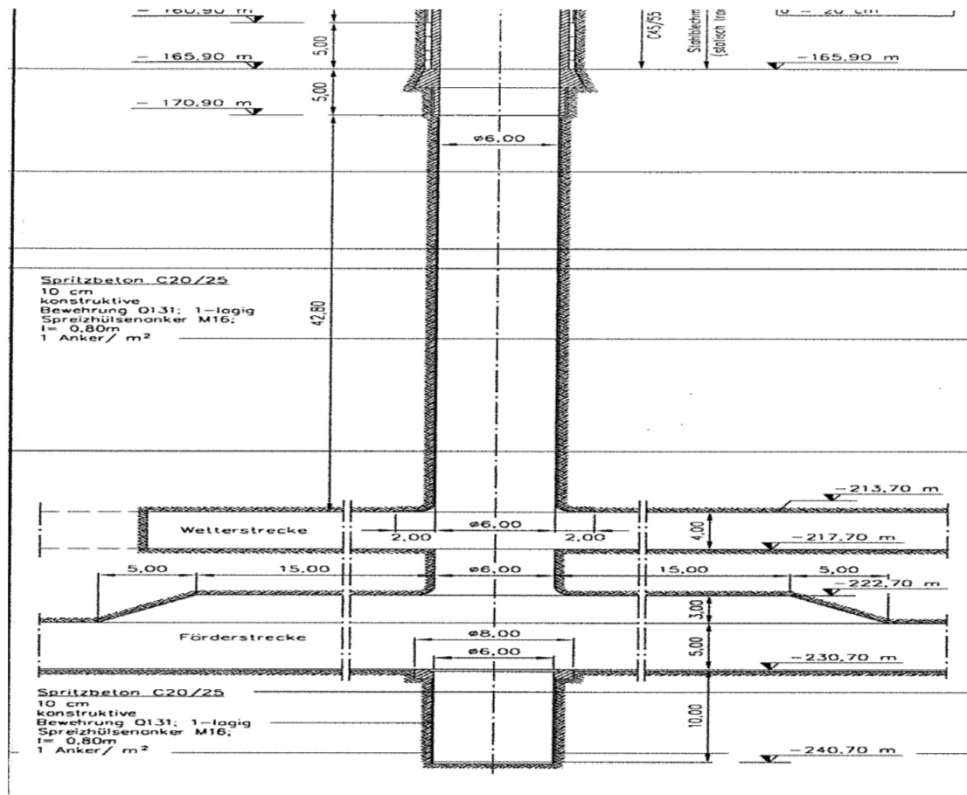 - 160,90 m
5,00
- 165,90 m
5,00
- 170,90 m
C45/55
Stahlblechm
-165,90 m
ø6,00
42,80
Spritzbeton C20/25
10 cm
konstruktive
Bewehrung Q131; 1-lagig
Spreizhülsenanker M16;
l= 0,80m
1 Anker/ m²
-213,70 m
Wetterstrecke
2,00
ø6,00
2,00
4,00
-217,70 m
5,00
15,00
ø6,00
15,00
5,00
-222,70 m
3,00
Förderstrecke
ø8,00
5,00
ø6,00
-230,70 m
Spritzbeton C20/25
10 cm
konstruktive
Bewehrung Q131; 1-lagig
Spreizhülsenanker M16;
l= 0,80m
1 Anker/ m²
10,00
-240,70 m